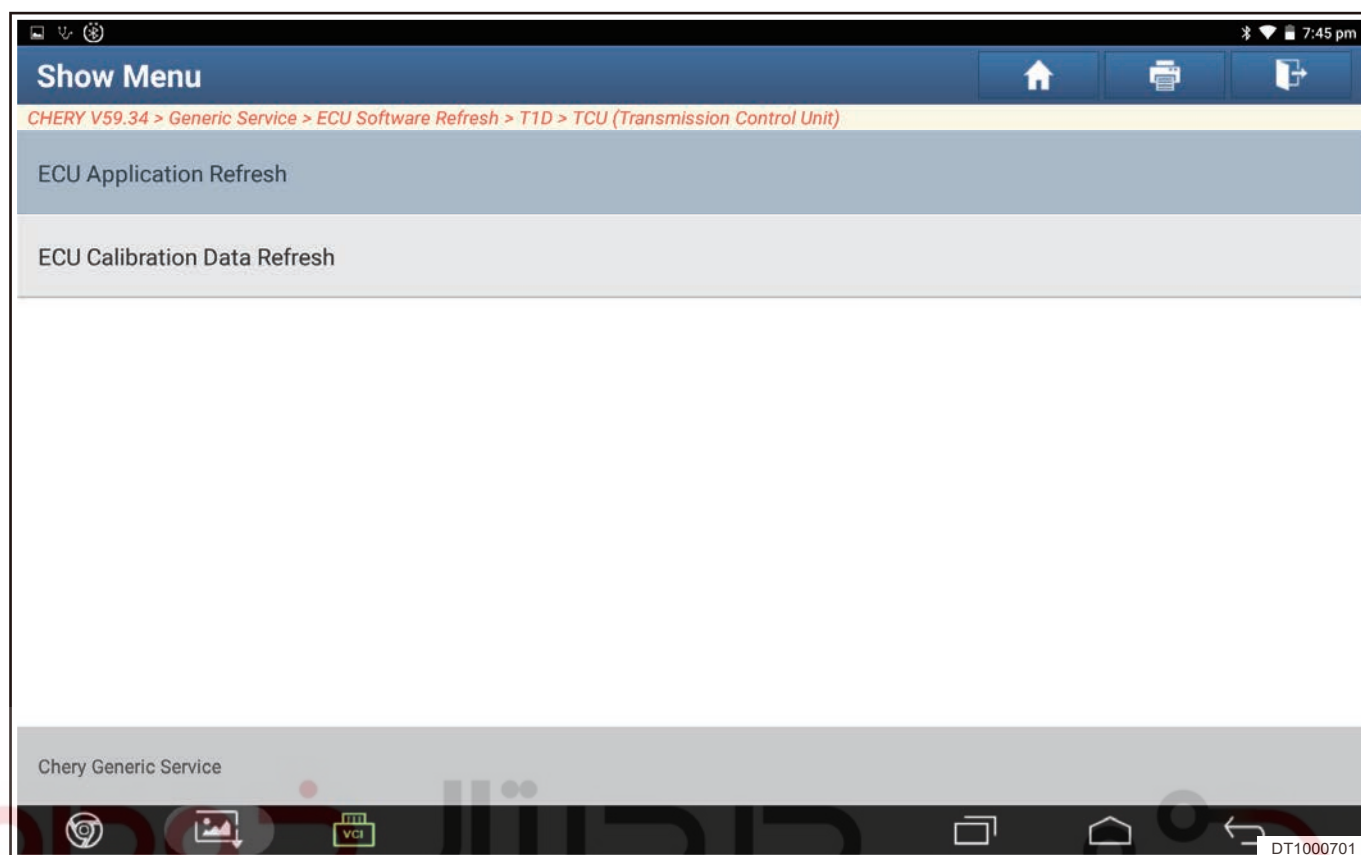 7:45 pm
Show Menu
CHERY V59.34 > Generic Service > ECU Software Refresh > T1D > TCU (Transmission Control Unit)
ECU Application Refresh
ECU Calibration Data Refresh
Chery Generic Service
VCI
DT1000701